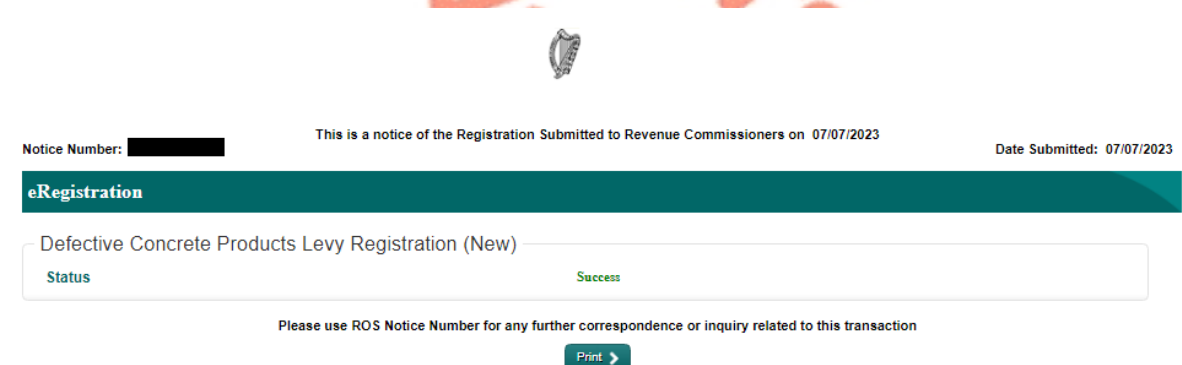 This is a notice of the Registration Submitted to Revenue Commissioners on 07/07/2023
Notice Number:
Date Submitted: 07/07/2023
eRegistration
Defective Concrete Products Levy Registration (New)
Status Success
Please use ROS Notice Number for any further correspondence or inquiry related to this transaction
Print